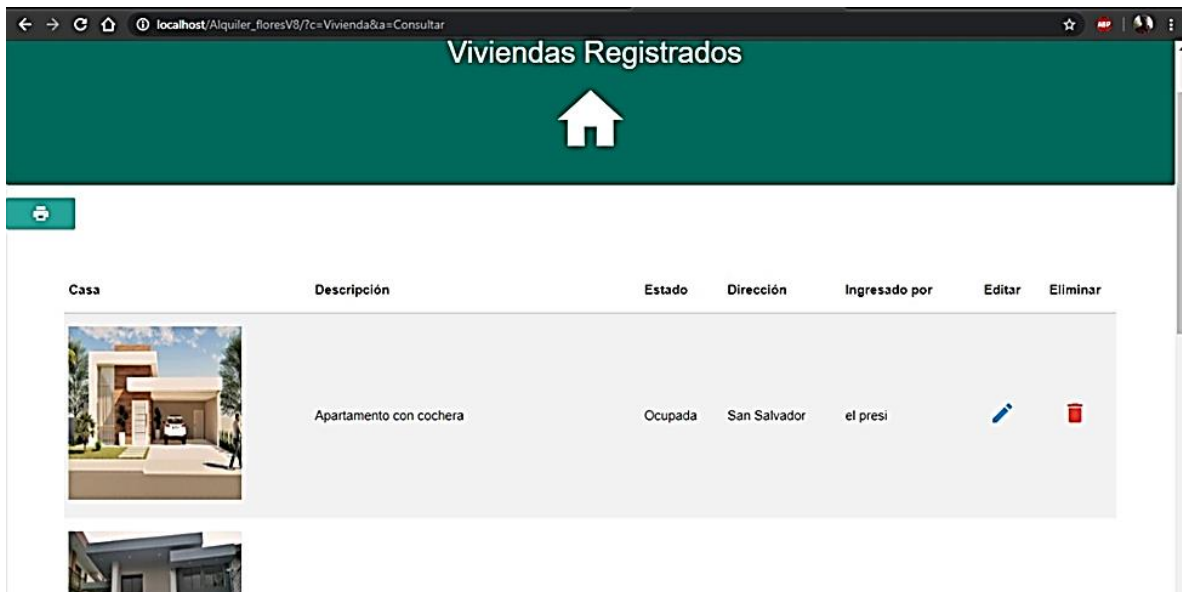 localhost/Alquiler_floresV8/?c=Vivienda&a=Consultar
ABP
Viviendas Registrados
Casa Descripción Estado Dirección Ingresado por Editar Eliminar
Apartamento con cochera Ocupada San Salvador el presi